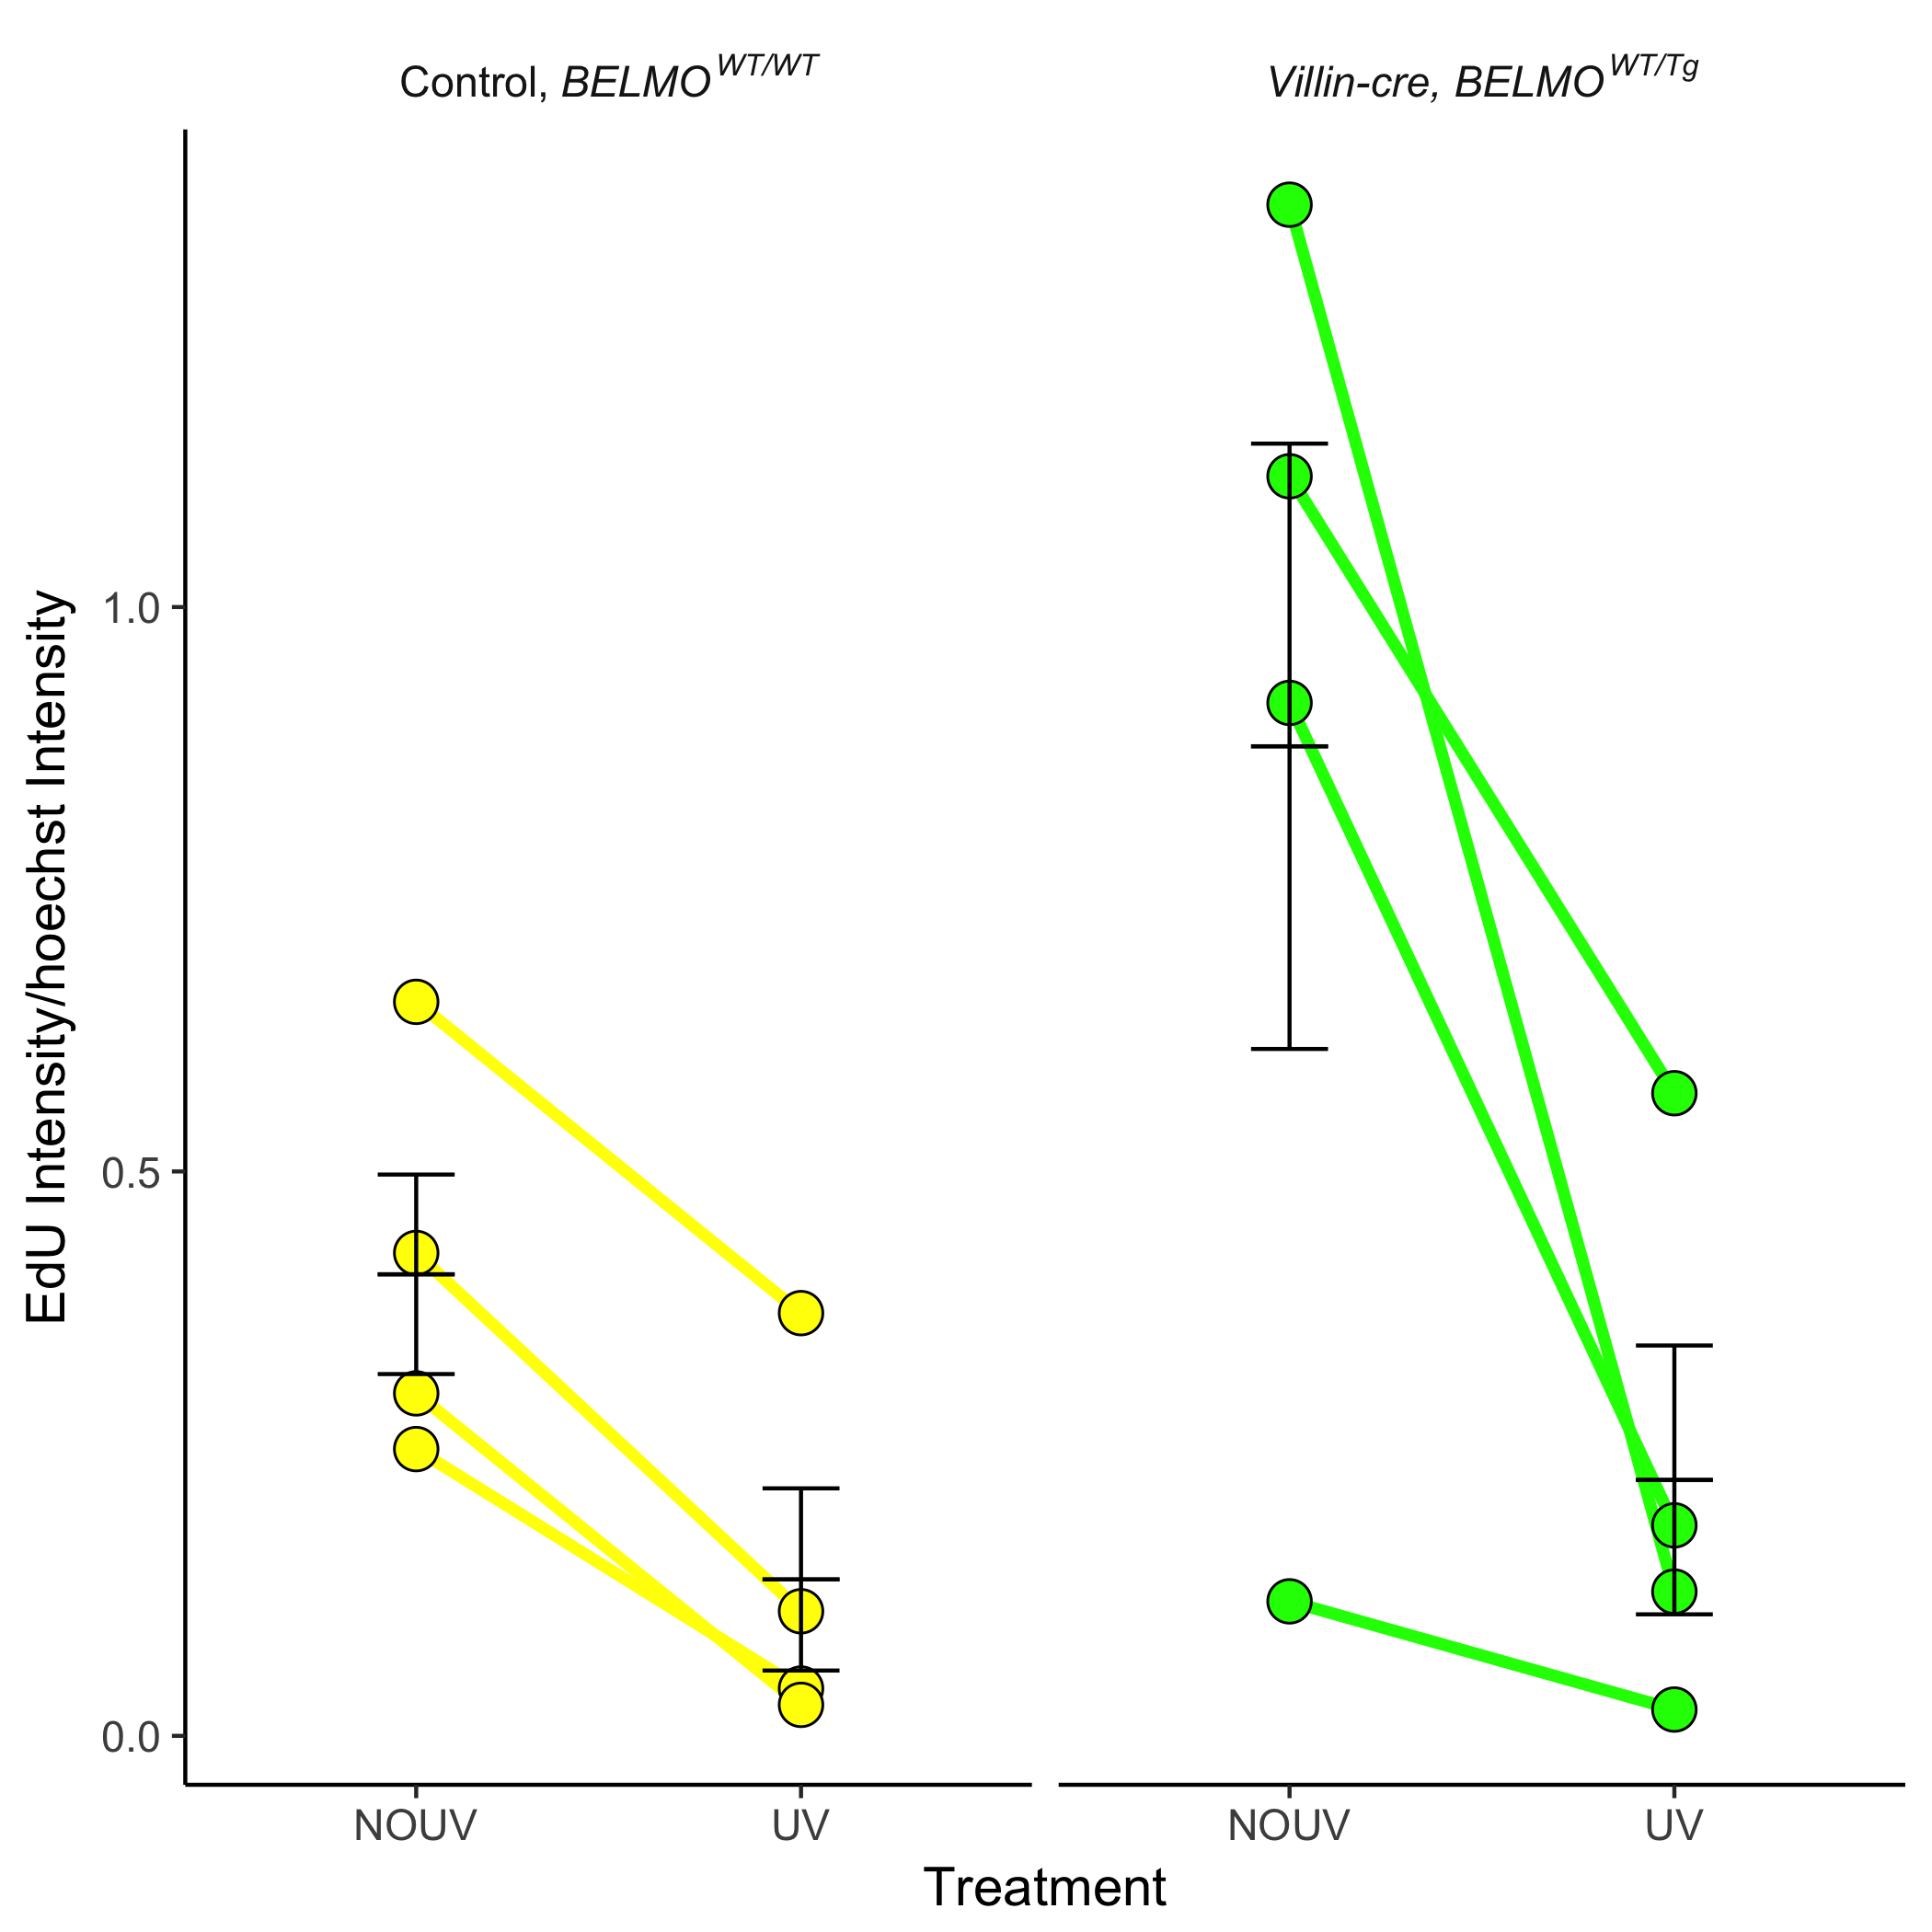 Control, BELMO^WT/WT
Villin-cre, BELMO^WT/Tg
EdU Intensity/hoechst Intensity
1.0
0.5
0.0
NOUV UV NOUV UV
Treatment